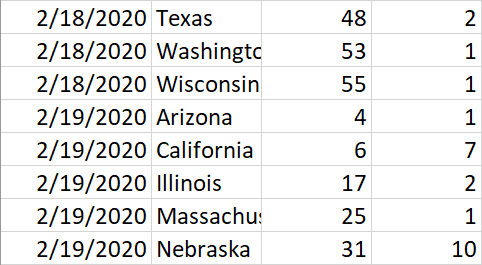 2/18/2020 Texas 48 2
2/18/2020 Washingto 53 1
2/18/2020 Wisconsin 55 1
2/19/2020 Arizona 4 1
2/19/2020 California 6 7
2/19/2020 Illinois 17 2
2/19/2020 Massachus 25 1
2/19/2020 Nebraska 31 10